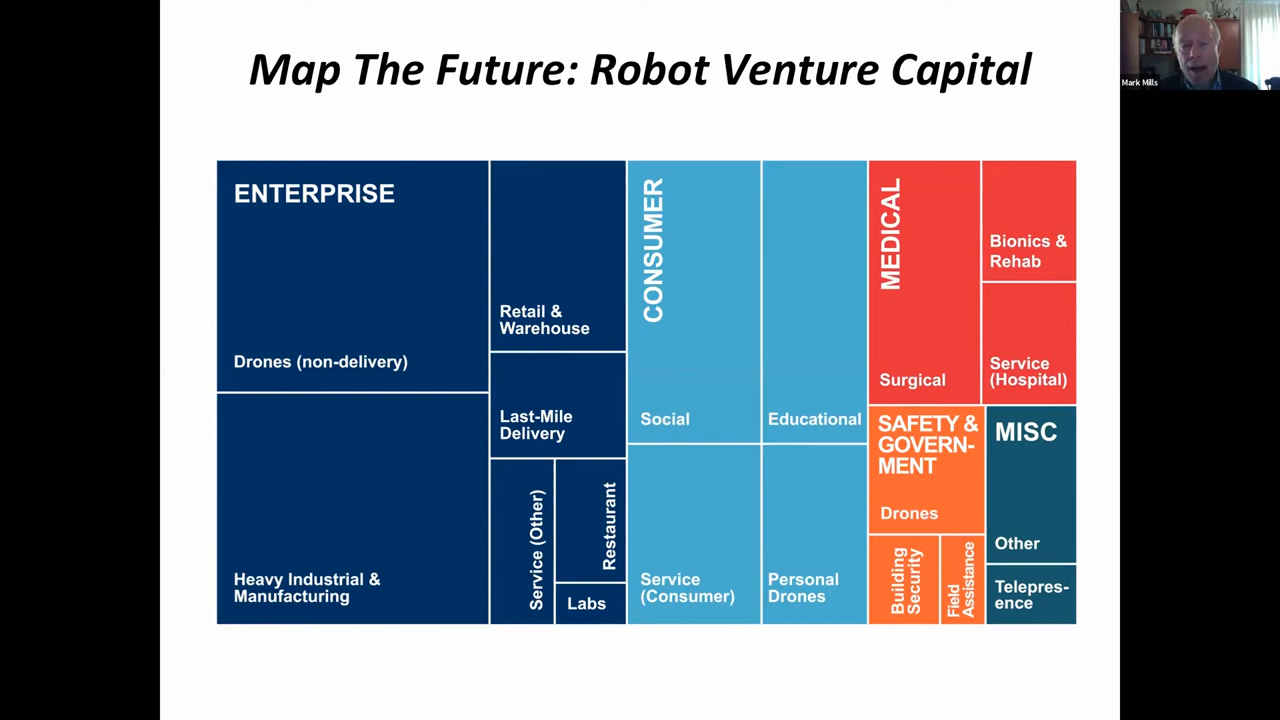 Map The Future: Robot Venture Capital
Mark Mills
ENTERPRISE
Drones (non-delivery)
Heavy Industrial &
Manufacturing
Retail &
Warehouse
Last-Mile
Delivery
Service (Other)
Restaurant
Labs
CONSUMER
Social
Educational
Service
(Consumer)
Personal
Drones
MEDICAL
Surgical
Bionics &
Rehab
Service
(Hospital)
SAFETY &
GOVERN-
MENT
Drones
Building
Security
Field
Assistance
MISC
Other
Telepres-
ence